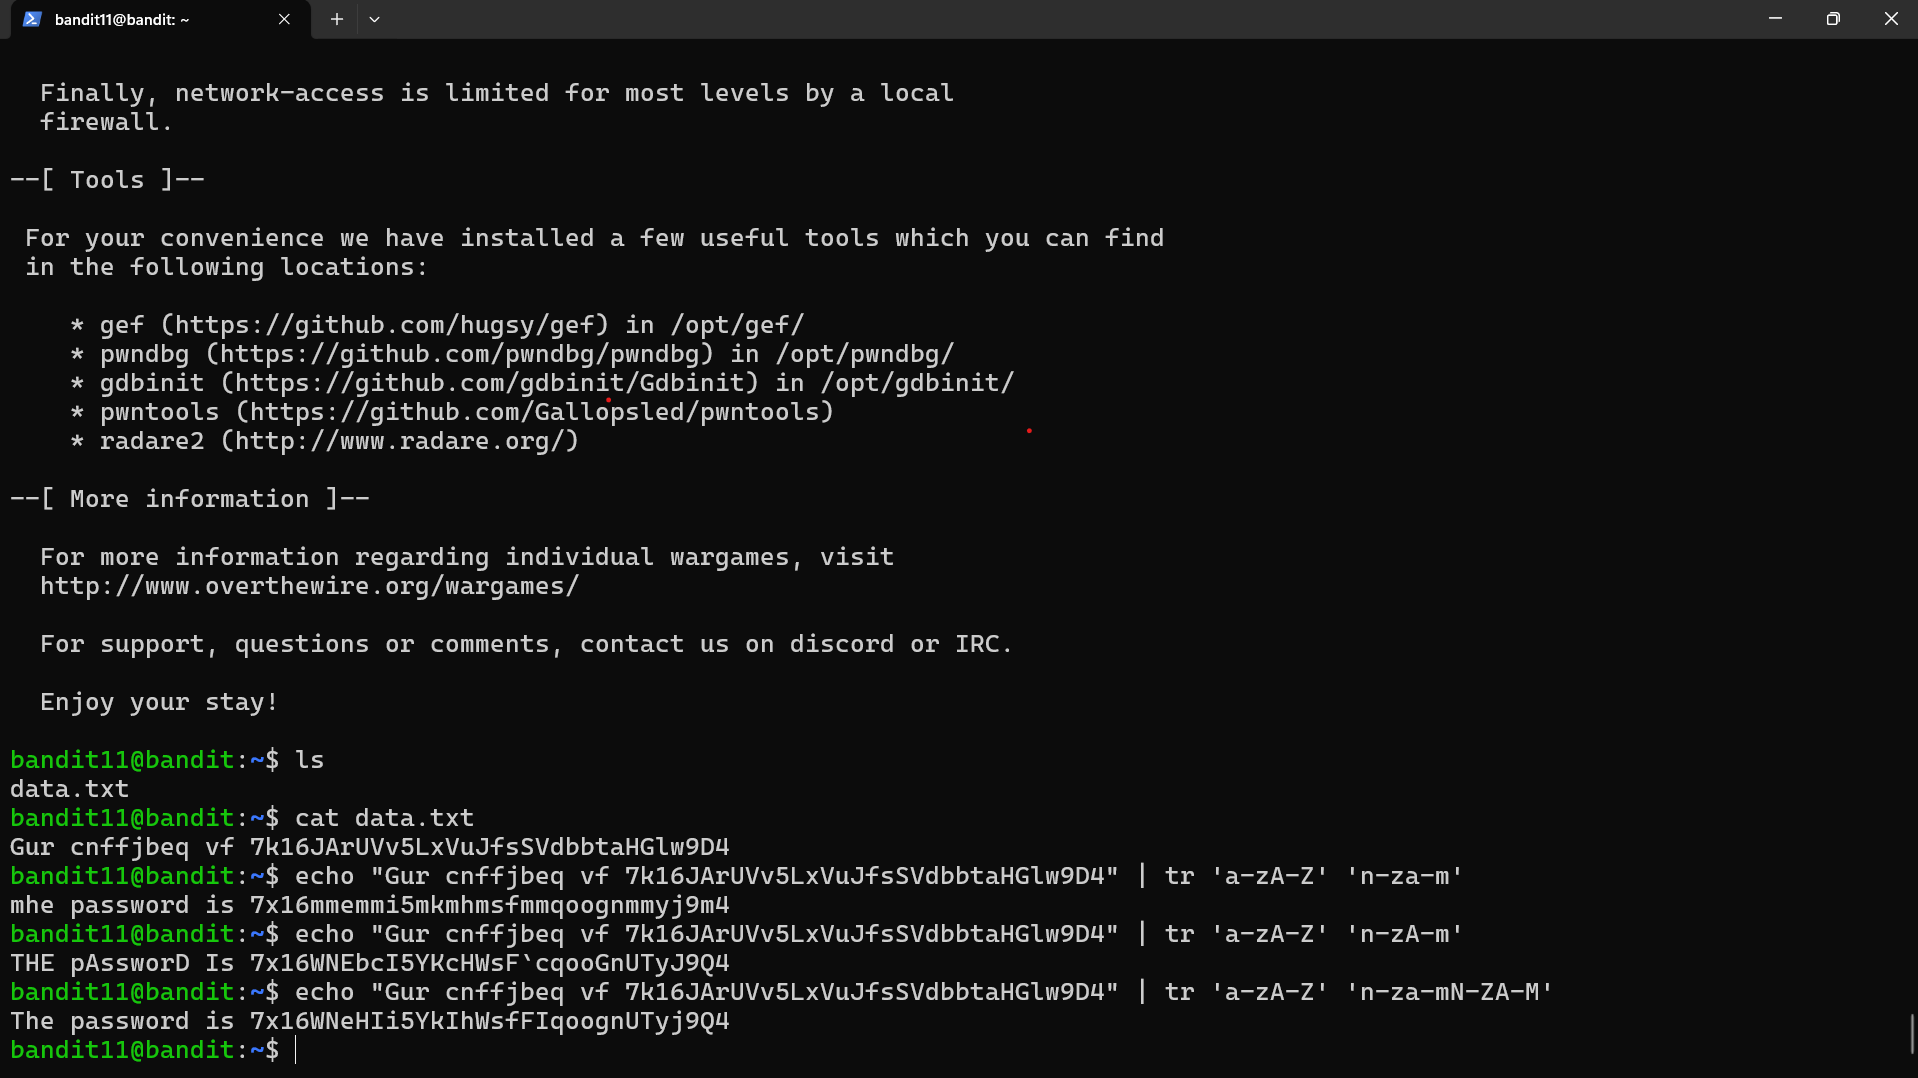 bandit11@bandit: ~
Finally, network-access is limited for most levels by a local
firewall.
--[ Tools ]--
For your convenience we have installed a few useful tools which you can find
in the following locations:
* gef (https://github.com/hugsy/gef) in /opt/gef/
* pwndbg (https://github.com/pwndbg/pwndbg) in /opt/pwndbg/
* gdbinit (https://github.com/gdbinit/Gdbinit) in /opt/gdbinit/
* pwntools (https://github.com/Gallopsled/pwntools)
* radare2 (http://www.radare.org/)
--[ More information ]--
For more information regarding individual wargames, visit
http://www.overthewire.org/wargames/
For support, questions or comments, contact us on discord or IRC.
Enjoy your stay!
bandit11@bandit:~$ ls
data.txt
bandit11@bandit:~$ cat data.txt
Gur cnffjbeq vf 7k16JArUVv5LxVuJfsSVdbbtaHGlw9D4
bandit11@bandit:~$ echo "Gur cnffjbeq vf 7k16JArUVv5LxVuJfsSVdbbtaHGlw9D4" | tr 'a-zA-Z' 'n-za-m'
mhe password is 7x16mmemmi5mkmhmsfmmqoognmmyj9m4
bandit11@bandit:~$ echo "Gur cnffjbeq vf 7k16JArUVv5LxVuJfsSVdbbtaHGlw9D4" | tr 'a-zA-Z' 'n-zA-m'
THE pAssworD Is 7x16WNEbcI5YKcHWsF`cqooGnUTyJ9Q4
bandit11@bandit:~$ echo "Gur cnffjbeq vf 7k16JArUVv5LxVuJfsSVdbbtaHGlw9D4" | tr 'a-zA-Z' 'n-za-mN-ZA-M'
The password is 7x16WNeHIi5YkIhWsfFIqoognUTyj9Q4
bandit11@bandit:~$